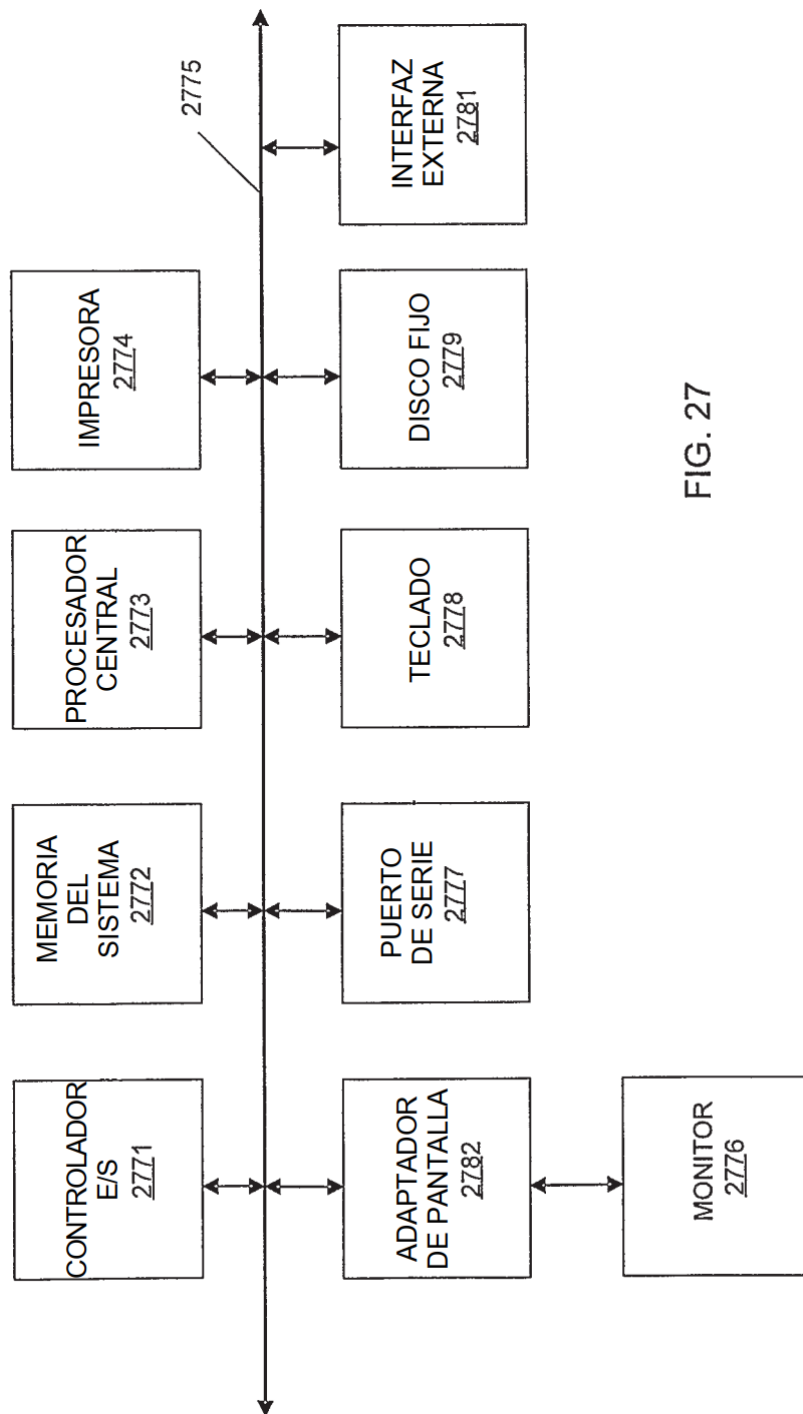 CONTROLADOR
E/S
2771
MEMORIA
DEL
SISTEMA
2772
PROCESADOR
CENTRAL
2773
IMPRESORA
2774
2775
ADAPTADOR
DE PANTALLA
2782
PUERTO
DE SERIE
2777
TECLADO
2778
DISCO FIJO
2779
INTERFAZ
EXTERNA
2781
MONITOR
2776
FIG. 27